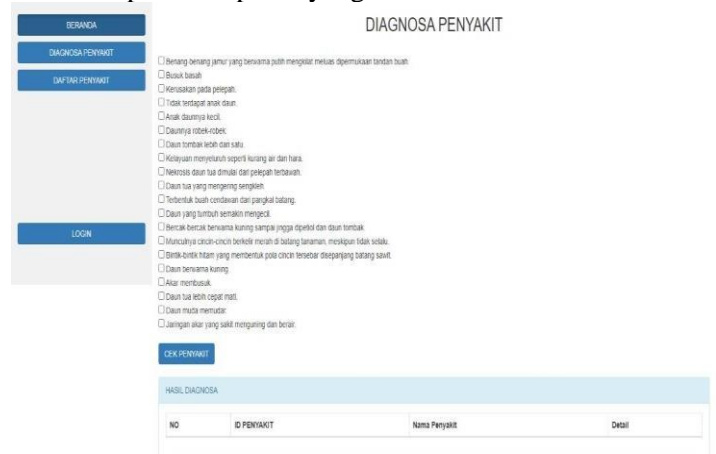 BERANDA
DIAGNOSA PENYAKIT
DAFTAR PENYAKIT
LOGIN
DIAGNOSA PENYAKIT
Benang-benang jamur yang berwarna putih mengkilat meluas dipermukaan tandan buah
Busuk basah
Kerusakan pada pelepah.
Tidak terdapat anak daun.
Anak daunnya kecil.
Daunnya robek-robek.
Daun tombak lebih dari satu.
Kelayuan menyeluruh seperti kurang air dan hara.
Nekrosis daun tua dimulai dari pelepah terbawah.
Daun tua yang mengering sengkleh.
Terbentuk buah cendawan dari pangkal batang.
Daun yang tumbuh semakin mengecil.
Bercak-bercak berwarna kuning sampai jingga dipetiol dan daun tombak
Munculnya cincin-cincin berkelir merah di batang tanaman, meskipun tidak selalu.
Bintik-bintik hitam yang membentuk pola cincin tersebar disepanjang batang sawit.
Daun berwarna kuning
Akar membusuk.
Daun tua lebih cepat mati.
Daun muda memudar.
Jaringan akar yang sakit menguning dan berair.
CEK PENYAKIT
HASIL DIAGNOSA
NO ID PENYAKIT Nama Penyakit Detail